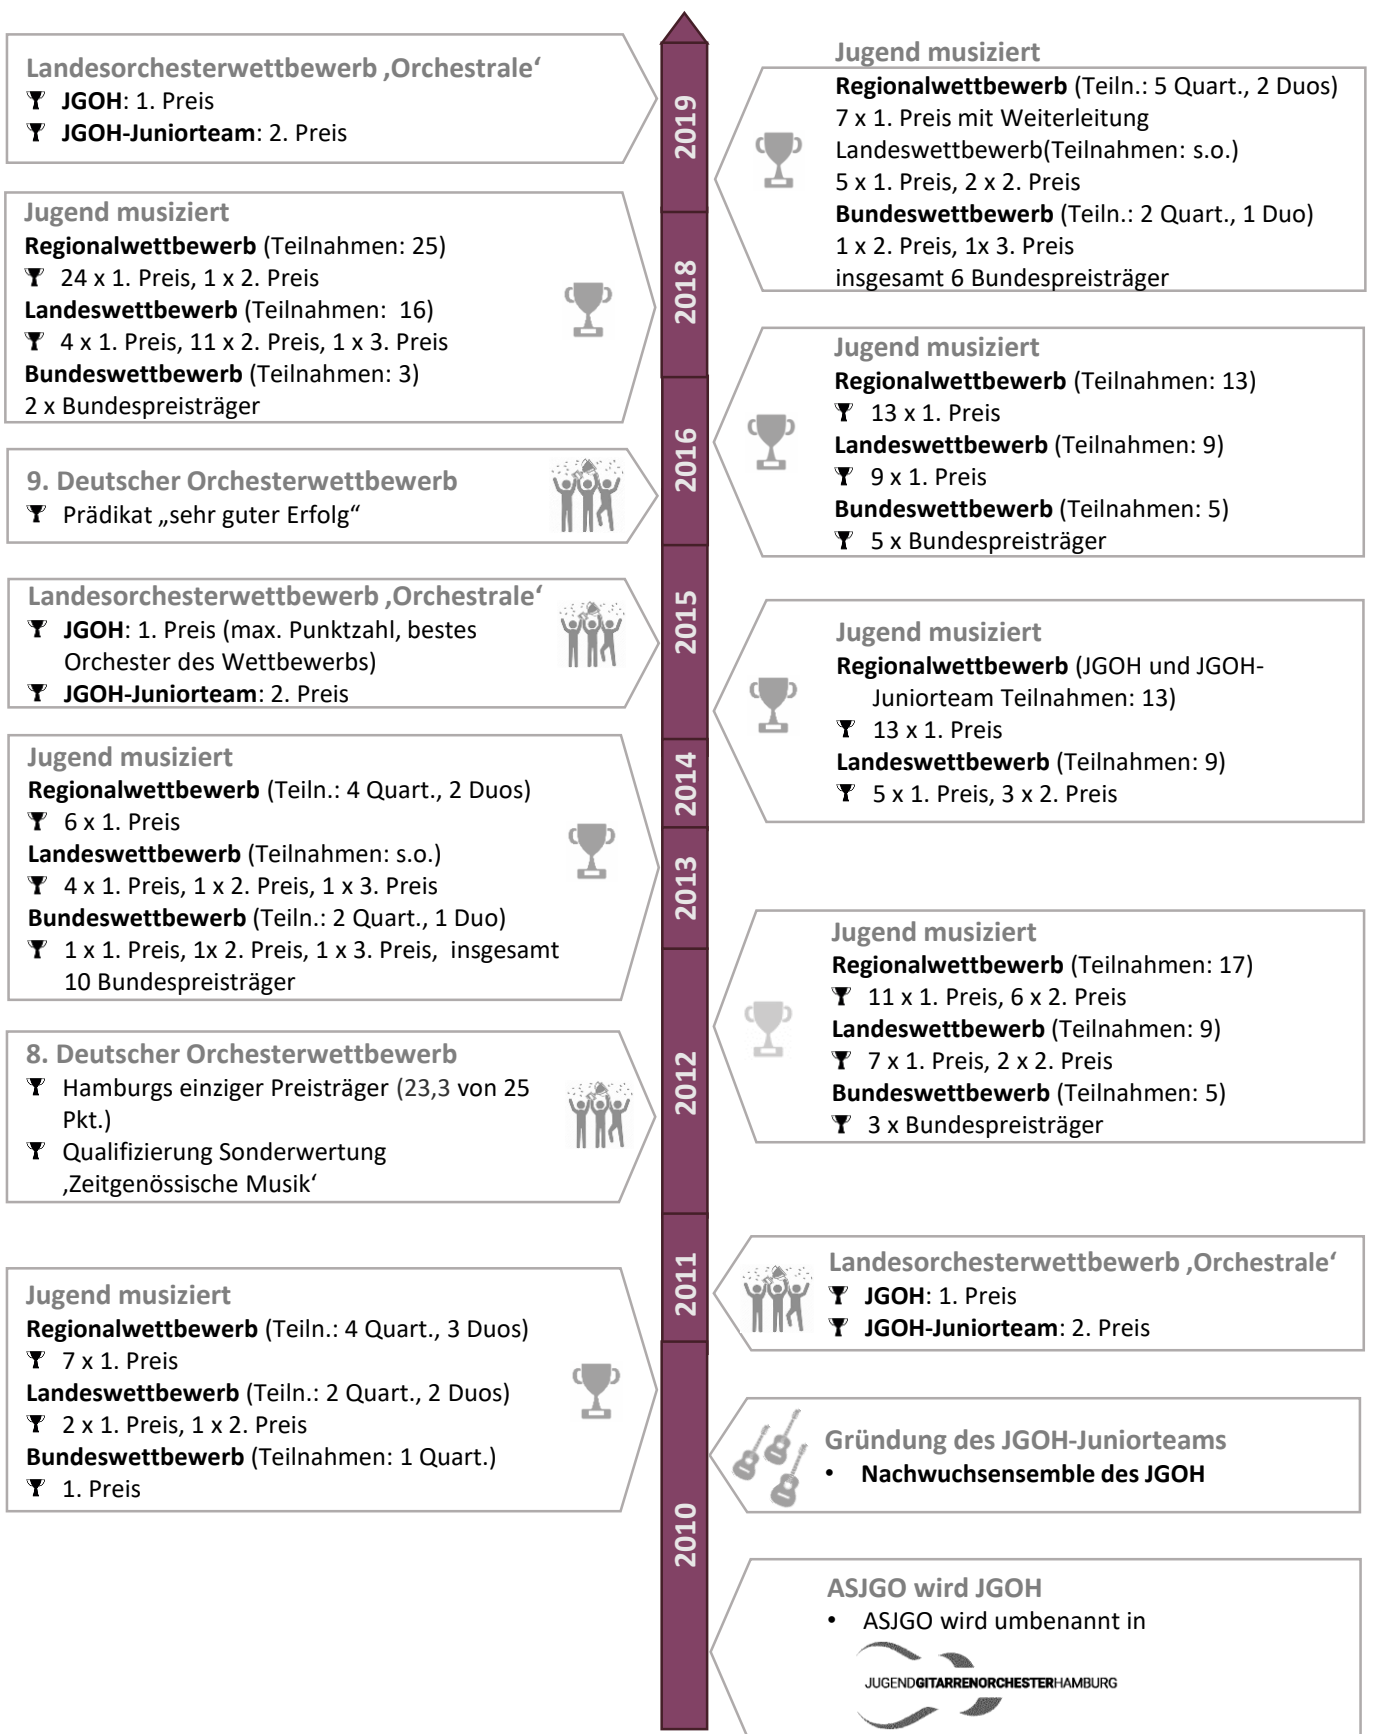 Landesorchesterwettbewerb ‚Orchestrale‘
JGOH: 1. Preis
JGOH-Juniorteam: 2. Preis
Jugend musiziert
Regionalwettbewerb (Teilnahmen: 25)
24 x 1. Preis, 1 x 2. Preis
Landeswettbewerb (Teilnahmen: 16)
4 x 1. Preis, 11 x 2. Preis, 1 x 3. Preis
Bundeswettbewerb (Teilnahmen: 3)
2 x Bundespreisträger
9. Deutscher Orchesterwettbewerb
Prädikat „sehr guter Erfolg“
Landesorchesterwettbewerb ‚Orchestrale‘
JGOH: 1. Preis (max. Punktzahl, bestes
Orchester des Wettbewerbs)
JGOH-Juniorteam: 2. Preis
Jugend musiziert
Regionalwettbewerb (Teiln.: 4 Quart., 2 Duos)
6 x 1. Preis
Landeswettbewerb (Teilnahmen: s.o.)
4 x 1. Preis, 1 x 2. Preis, 1 x 3. Preis
Bundeswettbewerb (Teiln.: 2 Quart., 1 Duo)
1 x 1. Preis, 1x 2. Preis, 1 x 3. Preis, insgesamt
10 Bundespreisträger
8. Deutscher Orchesterwettbewerb
Hamburgs einziger Preisträger (23,3 von 25
Pkt.)
Qualifizierung Sonderwertung
‚Zeitgenössische Musik‘
Jugend musiziert
Regionalwettbewerb (Teiln.: 4 Quart., 3 Duos)
7 x 1. Preis
Landeswettbewerb (Teiln.: 2 Quart., 2 Duos)
2 x 1. Preis, 1 x 2. Preis
Bundeswettbewerb (Teilnahmen: 1 Quart.)
1. Preis
2019
2018
2016
2015
2014
2013
2012
2011
2010
Jugend musiziert
Regionalwettbewerb (Teiln.: 5 Quart., 2 Duos)
7 x 1. Preis mit Weiterleitung
Landeswettbewerb(Teilnahmen: s.o.)
5 x 1. Preis, 2 x 2. Preis
Bundeswettbewerb (Teiln.: 2 Quart., 1 Duo)
1 x 2. Preis, 1x 3. Preis
insgesamt 6 Bundespreisträger
Jugend musiziert
Regionalwettbewerb (Teilnahmen: 13)
13 x 1. Preis
Landeswettbewerb (Teilnahmen: 9)
9 x 1. Preis
Bundeswettbewerb (Teilnahmen: 5)
5 x Bundespreisträger
Jugend musiziert
Regionalwettbewerb (JGOH und JGOH-
Juniorteam Teilnahmen: 13)
13 x 1. Preis
Landeswettbewerb (Teilnahmen: 9)
5 x 1. Preis, 3 x 2. Preis
Jugend musiziert
Regionalwettbewerb (Teilnahmen: 17)
11 x 1. Preis, 6 x 2. Preis
Landeswettbewerb (Teilnahmen: 9)
7 x 1. Preis, 2 x 2. Preis
Bundeswettbewerb (Teilnahmen: 5)
3 x Bundespreisträger
Landesorchesterwettbewerb ‚Orchestrale‘
JGOH: 1. Preis
JGOH-Juniorteam: 2. Preis
Gründung des JGOH-Juniorteams
• Nachwuchsensemble des JGOH
ASJGO wird JGOH
• ASJGO wird umbenannt in
JUGENDGITARRENORCHESTERHAMBURG